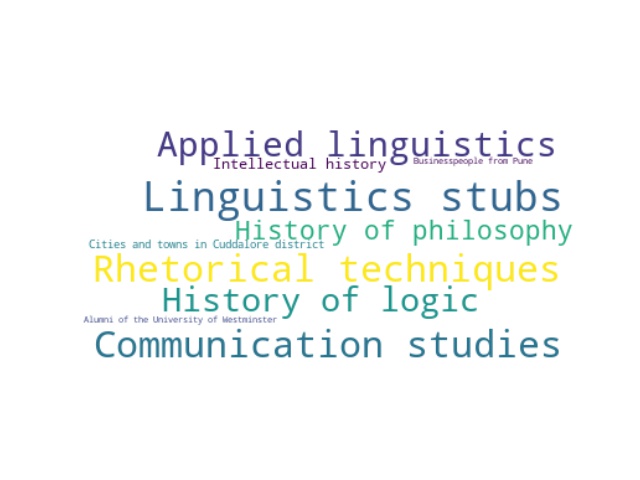 Applied linguistics
Intellectual history
Businesspeople from Pune
Linguistics stubs
History of philosophy
Cities and towns in Cuddalore district
Rhetorical techniques
History of logic
Alumni of the University of Westminster
Communication studies